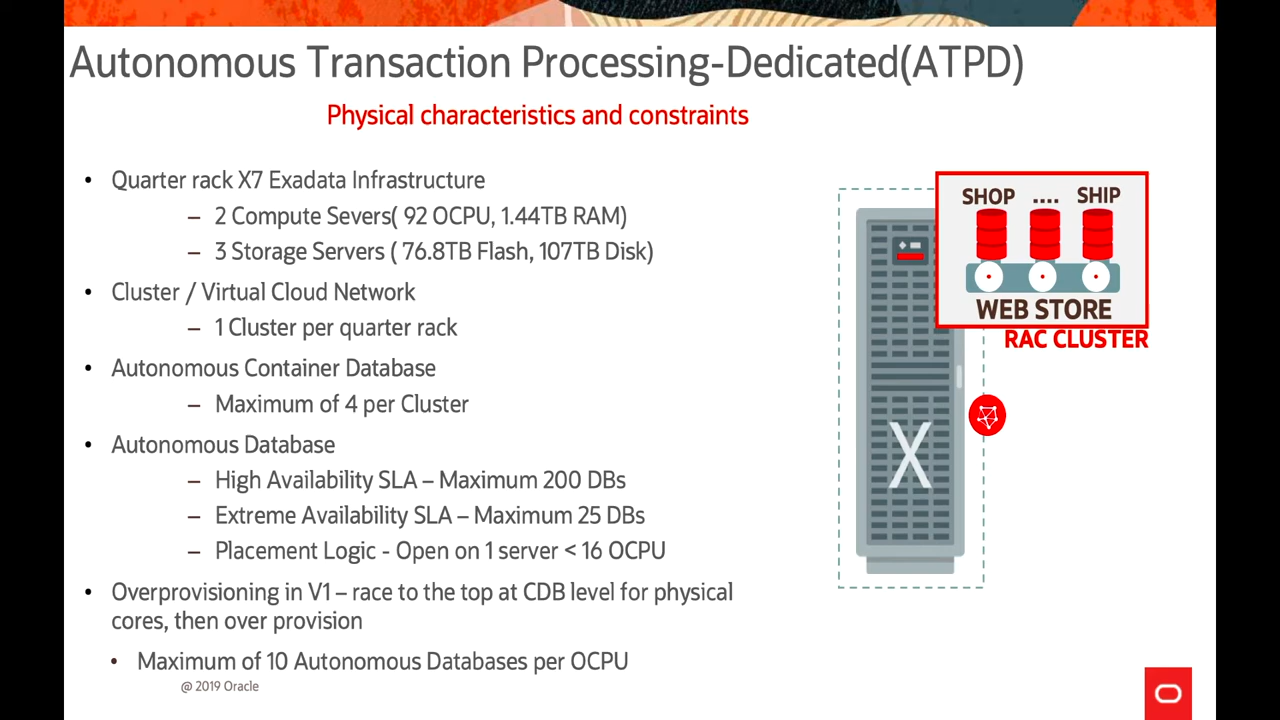 Autonomous Transaction Processing-Dedicated(ATPD)
Physical characteristics and constraints
• Quarter rack X7 Exadata Infrastructure
– 2 Compute Severs( 92 OCPU, 1.44TB RAM)
– 3 Storage Servers ( 76.8TB Flash, 107TB Disk)
• Cluster / Virtual Cloud Network
– 1 Cluster per quarter rack
• Autonomous Container Database
– Maximum of 4 per Cluster
• Autonomous Database
– High Availability SLA – Maximum 200 DBs
– Extreme Availability SLA – Maximum 25 DBs
– Placement Logic - Open on 1 server < 16 OCPU
• Overprovisioning in V1 – race to the top at CDB level for physical
cores, then over provision
• Maximum of 10 Autonomous Databases per OCPU
@ 2019 Oracle
SHOP .... SHIP
WEB STORE
RAC CLUSTER
X